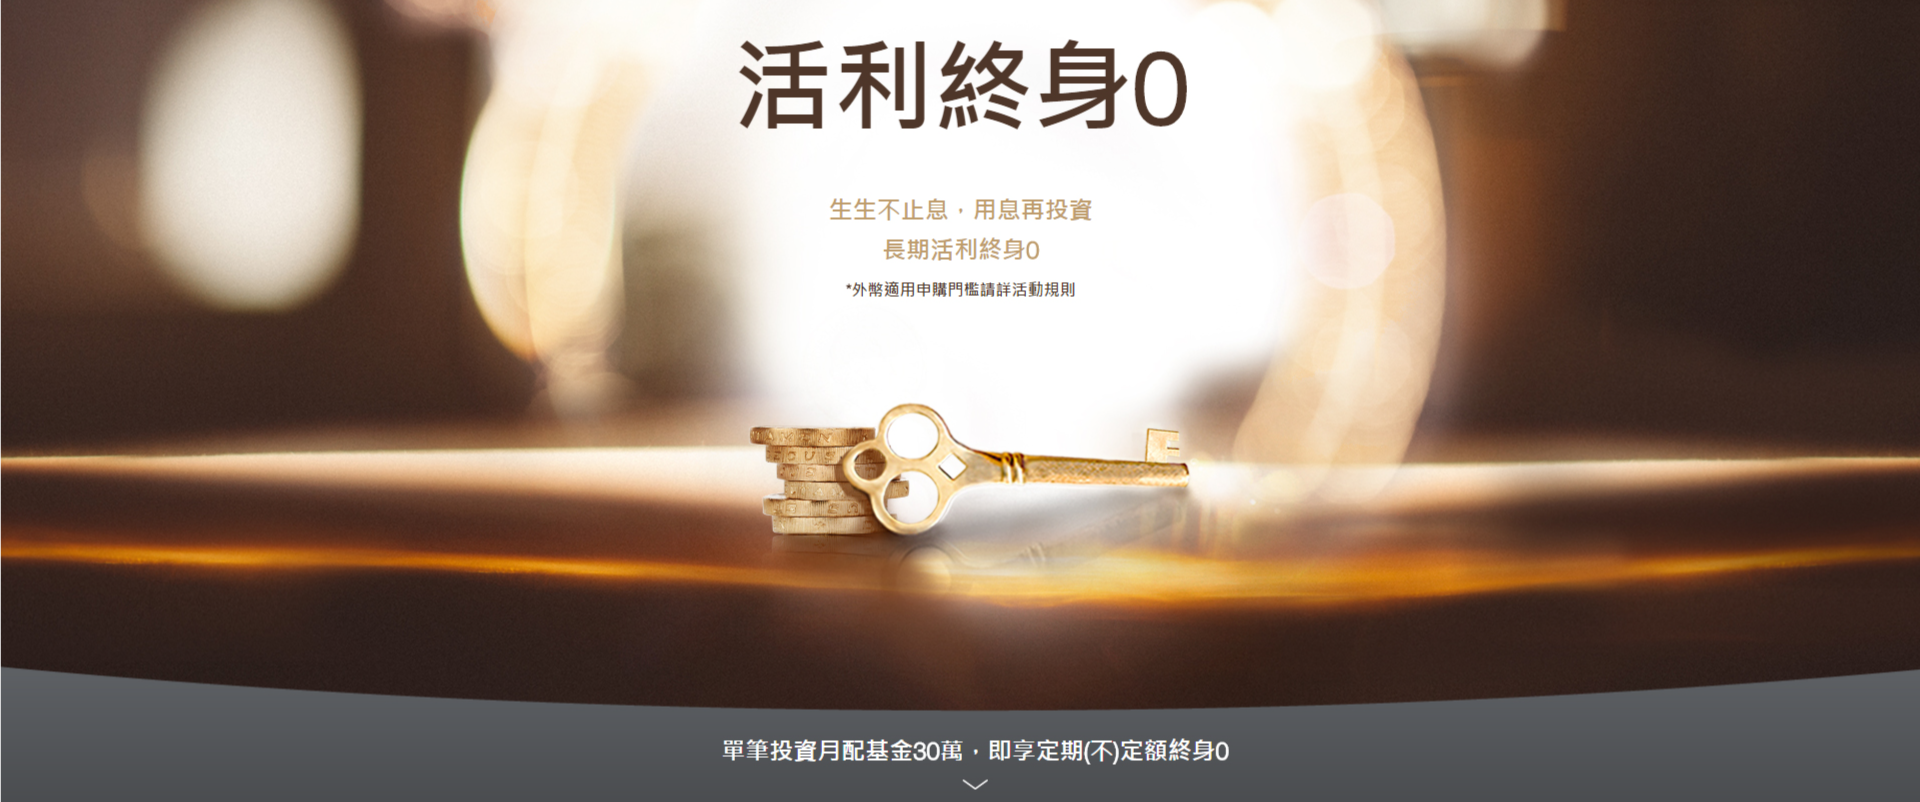 活利終身0
生生不止息，用息再投資
長期活利終身0
*外幣適用申購門檻請詳活動規則
單筆投資月配基金30萬，即享定期(不)定額終身0